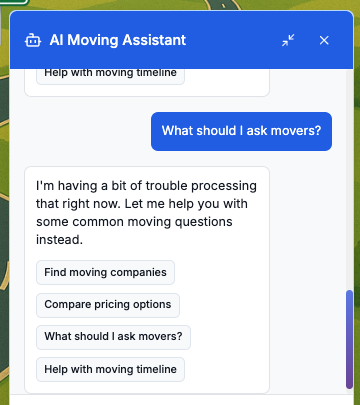 AI Moving Assistant
Help with moving timeline
What should I ask movers?
I'm having a bit of trouble processing
that right now. Let me help you with
some common moving questions
instead.
Find moving companies
Compare pricing options
What should I ask movers?
Help with moving timeline